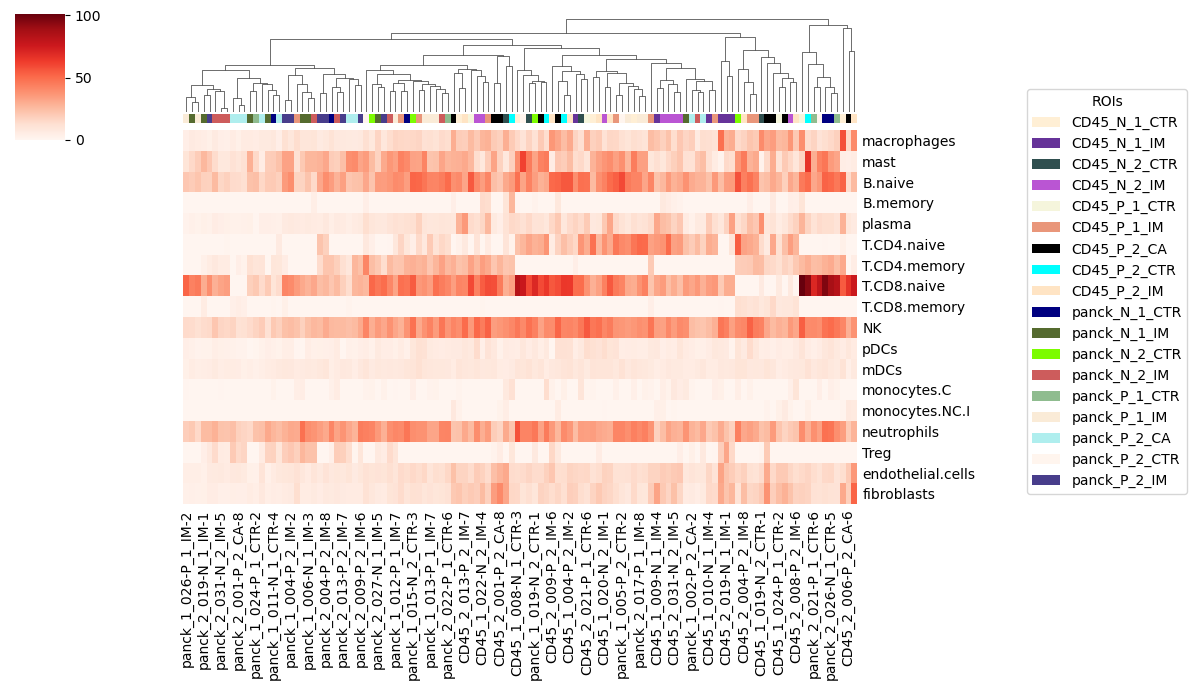 100
50
0
macrophages
mast
B.naive
B.memory
plasma
T.CD4.naive
T.CD4.memory
T.CD8.naive
T.CD8.memory
NK
pDCs
mDCs
monocytes.C
monocytes.NC.I
neutrophils
Treg
endothelial.cells
fibroblasts
ROIs
CD45_N_1_CTR
CD45_N_1_IM
CD45_N_2_CTR
CD45_N_2_IM
CD45_P_1_CTR
CD45_P_1_IM
CD45_P_2_CA
CD45_P_2_CTR
CD45_P_2_IM
panck_N_1_CTR
panck_N_1_IM
panck_N_2_CTR
panck_N_2_IM
panck_P_1_CTR
panck_P_1_IM
panck_P_2_CA
panck_P_2_CTR
panck_P_2_IM
panck_1_026-P_1_IM-2
panck_2_019-N_1_IM-1
panck_2_031-N_2_IM-5
panck_2_001-P_2_CA-8
panck_1_024-P_1_CTR-2
panck_1_011-N_1_CTR-4
panck_1_004-P_2_IM-2
panck_1_006-N_1_IM-3
panck_2_004-P_2_IM-8
panck_2_013-P_2_IM-7
panck_2_009-P_2_IM-6
panck_2_027-N_1_IM-5
panck_1_012-P_1_IM-7
panck_1_015-N_2_CTR-3
panck_1_013-P_1_IM-7
panck_2_022-P_1_CTR-6
CD45_2_013-P_2_IM-7
CD45_1_022-N_2_IM-4
CD45_2_001-P_2_CA-8
CD45_1_008-N_1_CTR-3
panck_1_019-N_2_CTR-1
CD45_2_009-P_2_IM-6
CD45_1_004-P_2_IM-2
CD45_2_021-P_1_CTR-6
CD45_1_020-N_2_IM-1
panck_1_005-P_2_CTR-2
panck_2_017-P_1_IM-8
CD45_1_009-N_1_IM-4
CD45_2_031-N_2_IM-5
panck_1_002-P_2_CA-2
CD45_1_010-N_1_IM-4
CD45_2_019-N_1_IM-1
CD45_2_004-P_2_IM-8
CD45_1_019-N_2_CTR-1
CD45_1_024-P_1_CTR-2
CD45_2_008-P_2_IM-6
panck_2_021-P_1_CTR-6
panck_2_026-N_1_CTR-5
CD45_2_006-P_2_CA-6